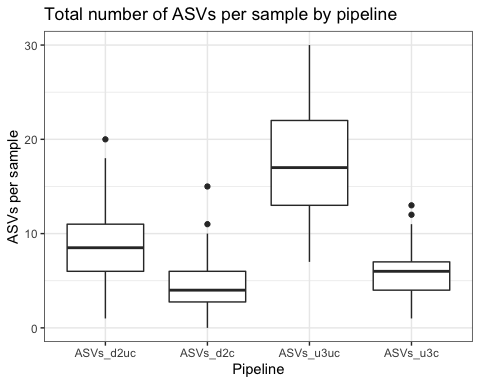 Total number of ASVs per sample by pipeline
ASVs per sample
30
20
10
0
ASVs_d2uc ASVs_d2c ASVs_u3uc ASVs_u3c
Pipeline